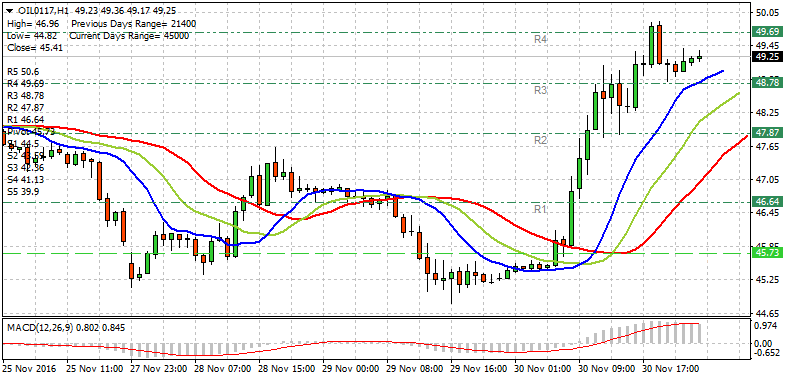 OIL0117,H1 49.23 49.36 49.17 49.25
High= 46.96 Previous Days Range= 21400
Low= 44.82 Current Days Range= 45000
Close= 45.41
R5 50.6
R4 49.69
R3 48.78
R2 47.87
R1 46.64
Pivot 45.73
S1 44.5
S2 43.59
S3 42.36
S4 41.13
S5 39.9
R4
R3
R2
R1
50.05
49.69
49.45
49.25
48.78
48.25
47.87
47.65
47.05
46.64
46.45
45.85
45.73
45.25
44.65
MACD(12,26,9) 0.802 0.845
0.974
0.00
-0.652
25 Nov 2016
25 Nov 11:00
27 Nov 23:00
28 Nov 07:00
28 Nov 15:00
28 Nov 23:00
29 Nov 08:00
29 Nov 16:00
30 Nov 01:00
30 Nov 09:00
30 Nov 17:00